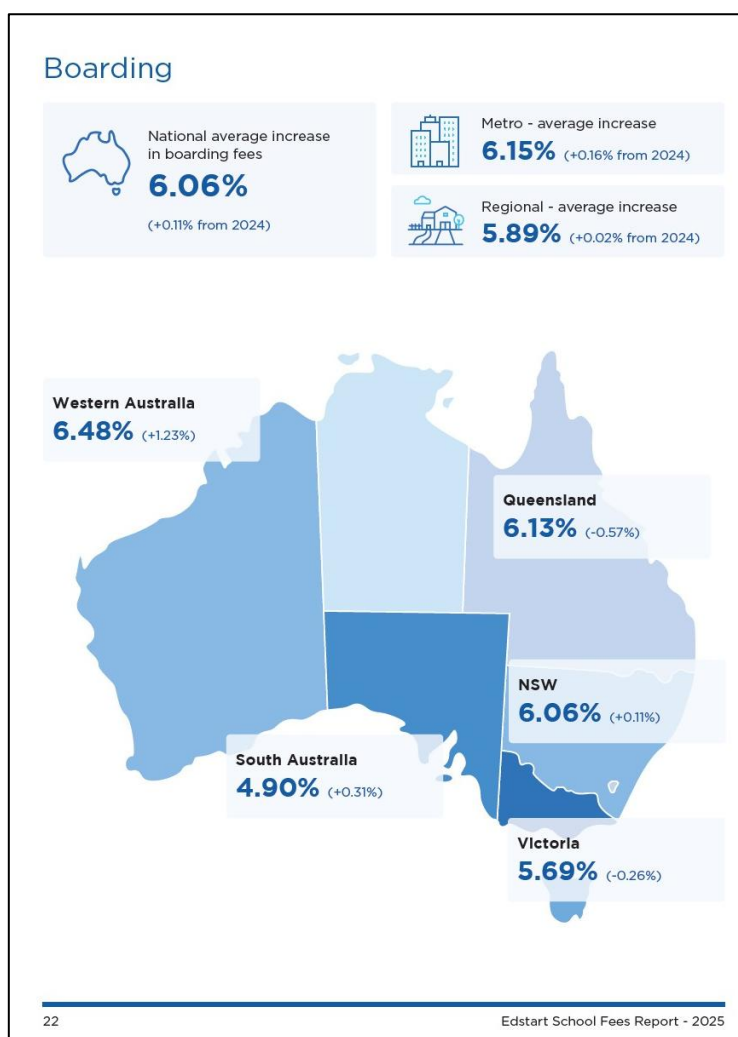 Boarding
National average increase
in boarding fees
6.06%
(+0.11% from 2024)
Metro - average increase
6.15% (+0.16% from 2024)
Regional - average increase
5.89% (+0.02% from 2024)
Western Australia
6.48% (+1.23%)
Queensland
6.13% (-0.57%)
NSW
6.06% (+0.11%)
South Australia
4.90% (+0.31%)
Victoria
5.69% (-0.26%)
22
Edstart School Fees Report - 2025